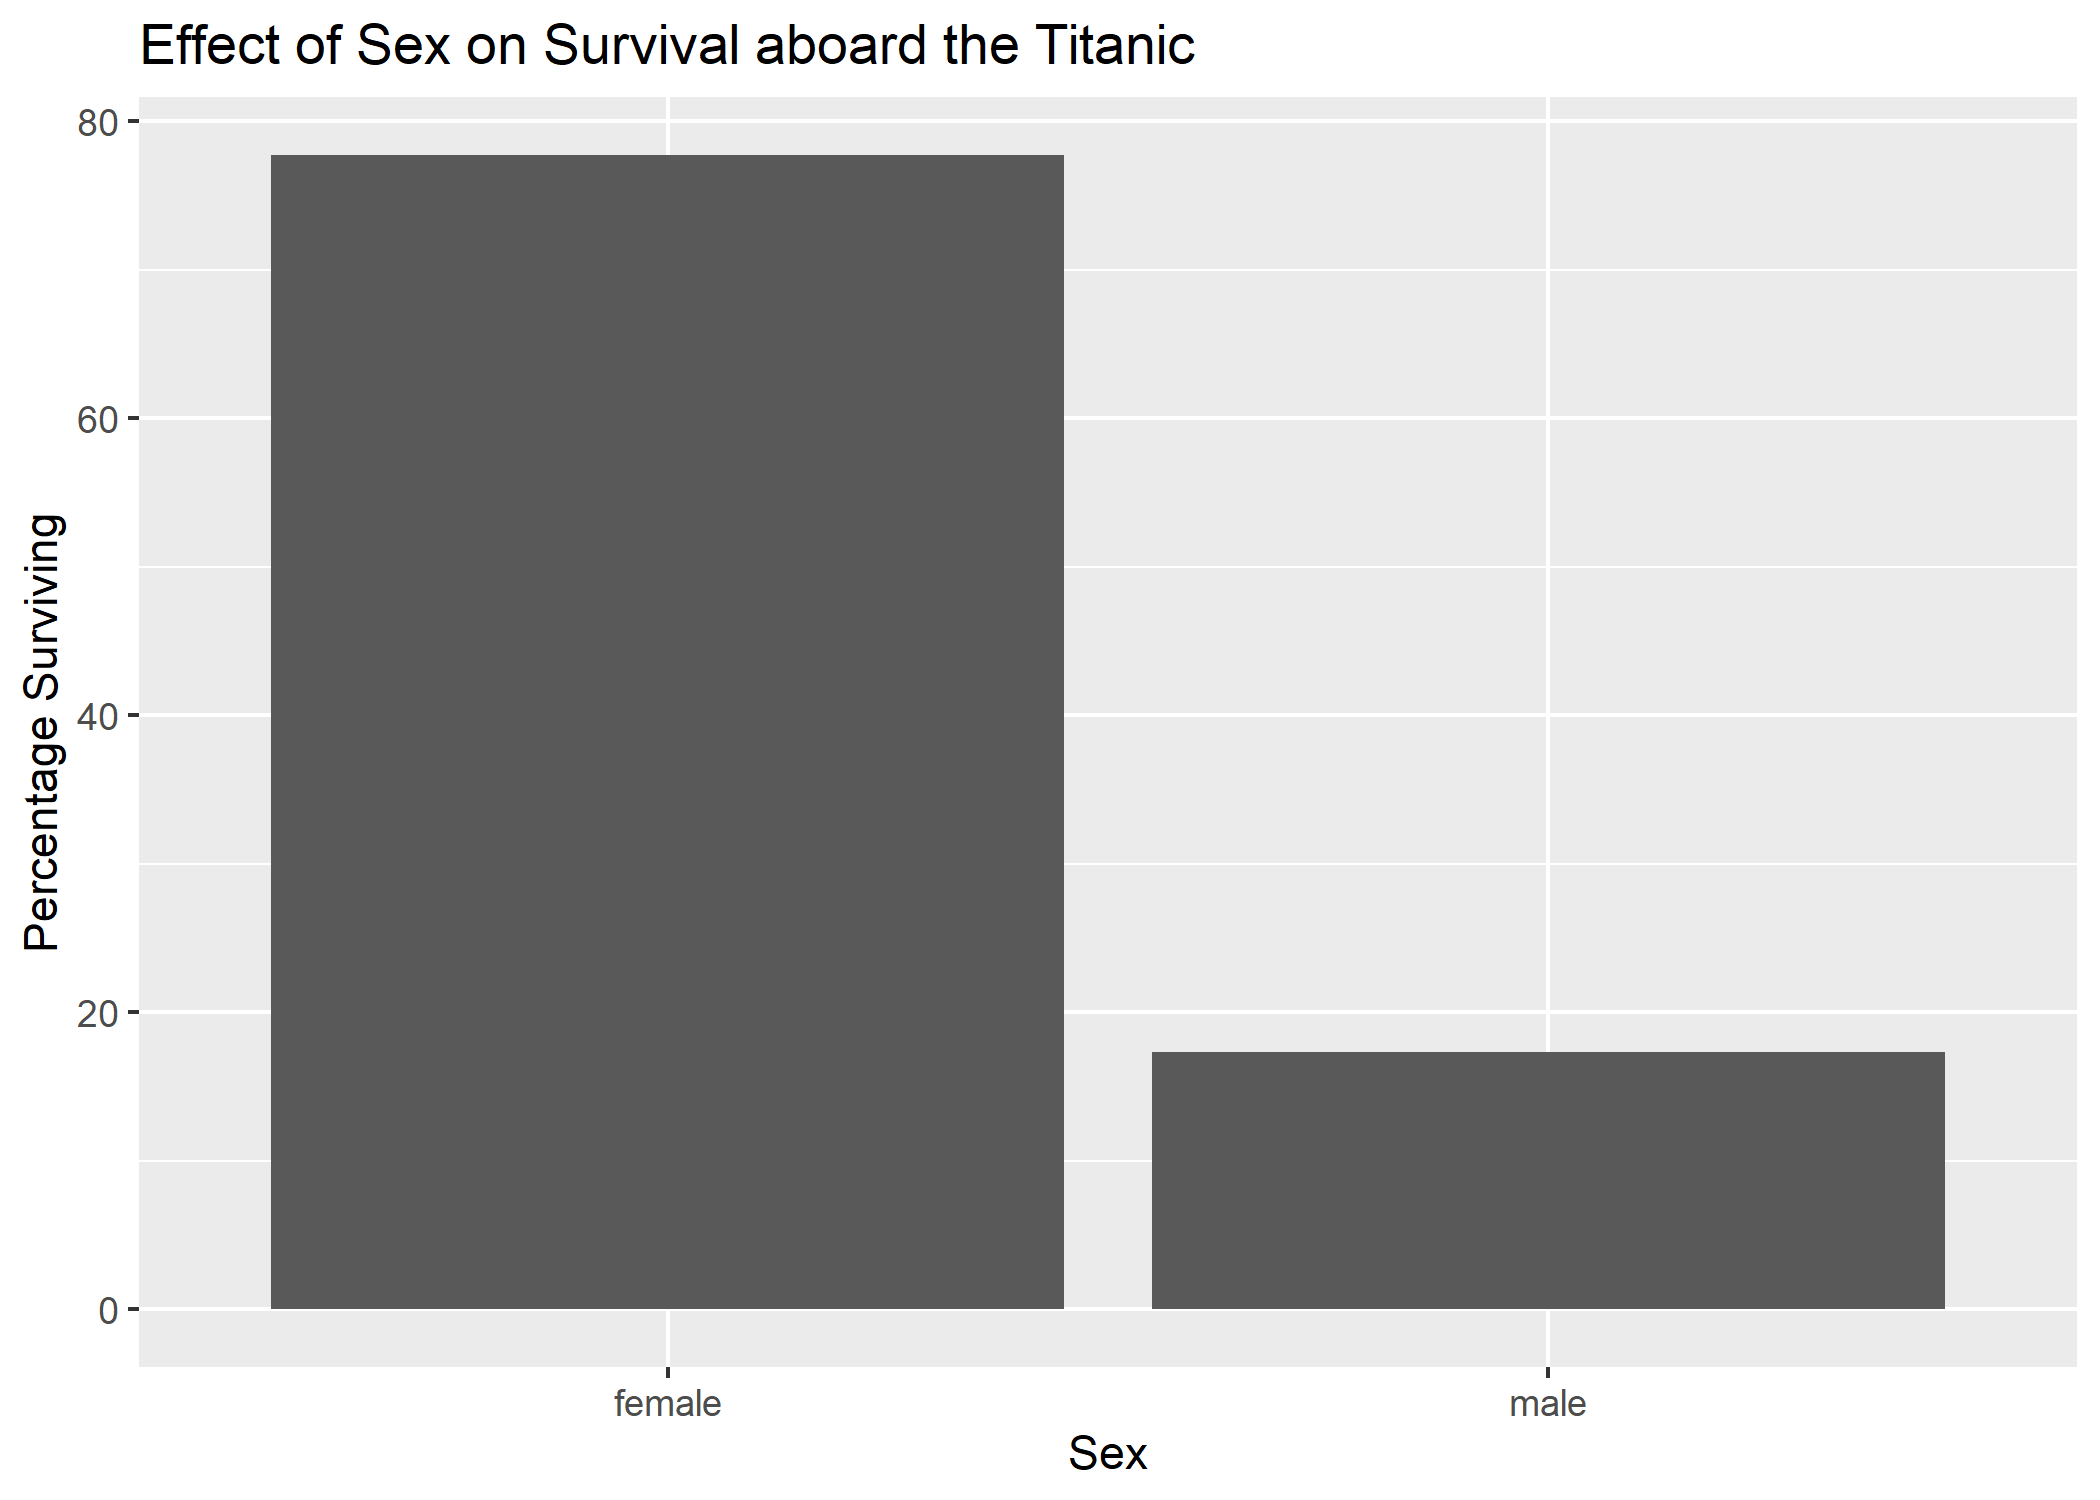 Effect of Sex on Survival aboard the Titanic
Percentage Surviving
80
60
40
20
0
female male
Sex